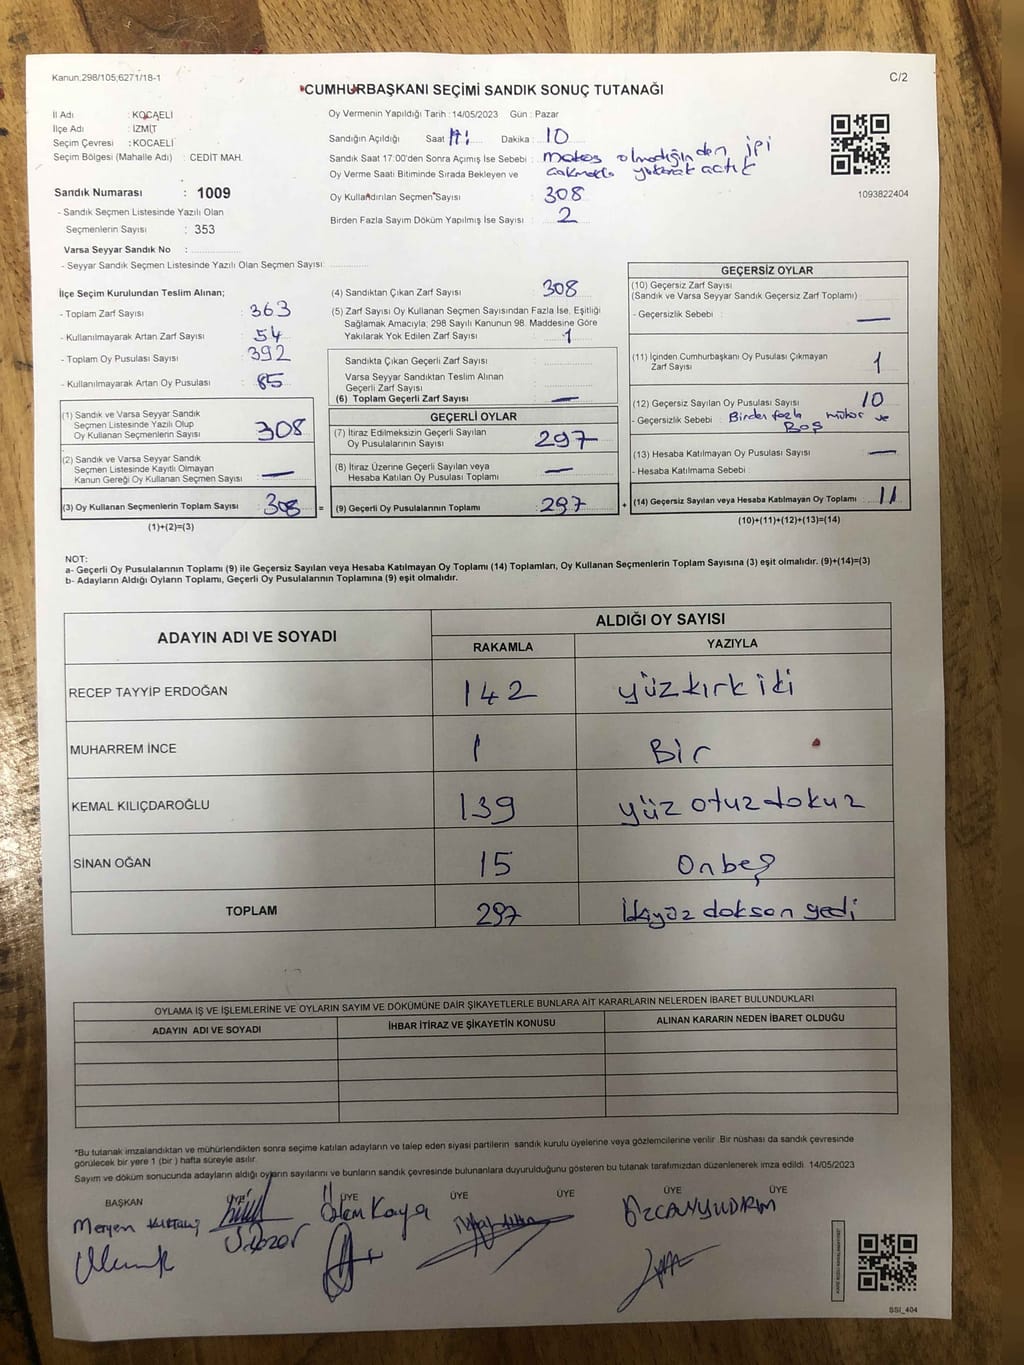 Kanun;298/105;6271/18-1
C/2
CUMHURBAŞKANI SEÇİMİ SANDIK SONUÇ TUTANAĞI
İl Adı : KOCAELİ
İlçe Adı : İZMİT
Seçim Çevresi : KOCAELİ
Seçim Bölgesi (Mahalle Adı) : CEDİT MAH.
Sandık Numarası : 1009
- Sandık Seçmen Listesinde Yazılı Olan
Seçmenlerin Sayısı : 353
Varsa Seyyar Sandık No :
- Seyyar Sandık Seçmen Listesinde Yazılı Olan Seçmen Sayısı:
Oy Vermenin Yapıldığı Tarih : 14/05/2023 Gün : Pazar
Sandığın Açıldığı Saat : Dakika : 10
Sandık Saat 17:00'den Sonra Açımış İse Sebebi : makas olmadığından ipi
Oy Verme Saati Bitiminde Sırada Bekleyen ve çakmakla yakarak açtık
Oy Kullandırılan Seçmen Sayısı : 308
Birden Fazla Sayım Döküm Yapılmış İse Sayısı : 2
1093822404
İlçe Seçim Kurulundan Teslim Alınan;
- Toplam Zarf Sayısı : 363
- Kullanılmayarak Artan Zarf Sayısı : 54
- Toplam Oy Pusulası Sayısı : 392
- Kullanılmayarak Artan Oy Pusulası : 85
(1) Sandık ve Varsa Seyyar Sandık
Seçmen Listesinde Yazılı Olup
Oy Kullanan Seçmenlerin Sayısı : 308
(2) Sandık ve Varsa Seyyar Sandık
Seçmen Listesinde Kayıtlı Olmayan
Kanun Gereği Oy Kullanan Seçmen Sayısı : —
(3) Oy Kullanan Seçmenlerin Toplam Sayısı : 308
(1)+(2)=(3)
(4) Sandıktan Çıkan Zarf Sayısı : 308
(5) Zarf Sayısı Oy Kullanan Seçmen Sayısından Fazla İse, Eşitliği
Sağlamak Amacıyla; 298 Sayılı Kanunun 98. Maddesine Göre
Yakılarak Yok Edilen Zarf Sayısı : 1
Sandıkta Çıkan Geçerli Zarf Sayısı :
Varsa Seyyar Sandıktan Teslim Alınan
Geçerli Zarf Sayısı :
(6) Toplam Geçerli Zarf Sayısı : —
GEÇERLİ OYLAR
(7) İtiraz Edilmeksizin Geçerli Sayılan
Oy Pusulalarının Sayısı : 297
(8) İtiraz Üzerine Geçerli Sayılan veya
Hesaba Katılan Oy Pusulası Toplamı : —
= (9) Geçerli Oy Pusulalarının Toplamı : 297
GEÇERSİZ OYLAR
(10) Geçersiz Zarf Sayısı
(Sandık ve Varsa Seyyar Sandık Geçersiz Zarf Toplamı)
- Geçersizlik Sebebi : —
(11) İçinden Cumhurbaşkanı Oy Pusulası Çıkmayan
Zarf Sayısı : 1
(12) Geçersiz Sayılan Oy Pusulası Sayısı : 10
- Geçersizlik Sebebi : Birden fazla mühür ve
Boş
(13) Hesaba Katılmayan Oy Pusulası Sayısı : —
- Hesaba Katılmama Sebebi :
+ (14) Geçersiz Sayılan veya Hesaba Katılmayan Oy Toplamı : 11
(10)+(11)+(12)+(13)=(14)
NOT:
a- Geçerli Oy Pusulalarının Toplamı (9) ile Geçersiz Sayılan veya Hesaba Katılmayan Oy Toplamı (14) Toplamları, Oy Kullanan Seçmenlerin Toplam Sayısına (3) eşit olmalıdır. (9)+(14)=(3)
b- Adayların Aldığı Oyların Toplamı, Geçerli Oy Pusulalarının Toplamına (9) eşit olmalıdır.
ADAYIN ADI VE SOYADI
ALDIĞI OY SAYISI
RAKAMLA YAZIYLA
RECEP TAYYİP ERDOĞAN 142 yüz kırk iki
MUHARREM İNCE 1 Bir
KEMAL KILIÇDAROĞLU 139 yüz otuz dokuz
SİNAN OĞAN 15 Onbeş
TOPLAM 297 İkiyüz doksan yedi
OYLAMA İŞ VE İŞLEMLERİNE VE OYLARIN SAYIM VE DÖKÜMÜNE DAİR ŞİKAYETLERLE BUNLARA AİT KARARLARIN NELERDEN İBARET BULUNDUKLARI
ADAYIN ADI VE SOYADI İHBAR İTİRAZ VE ŞİKAYETİN KONUSU ALINAN KARARIN NEDEN İBARET OLDUĞU
*Bu tutanak imzalandıktan ve mühürlendikten sonra seçime katılan adayların ve talep eden siyasi partilerin sandık kurulu üyelerine veya gözlemcilerine verilir. Bir nüshası da sandık çevresinde
görülecek bir yere 1 (bir) hafta süreyle asılır.
Sayım ve döküm sonucunda adayların aldığı oyların sayılarını ve bunların sandık çevresinde bulunanlara duyurulduğunu gösteren bu tutanak tarafımızdan düzenlenerek imza edildi. 14/05/2023
BAŞKAN ÜYE ÜYE ÜYE ÜYE ÜYE
Meryem Özlem Kaya ÖZCAN YILDIRIM
SSI_404